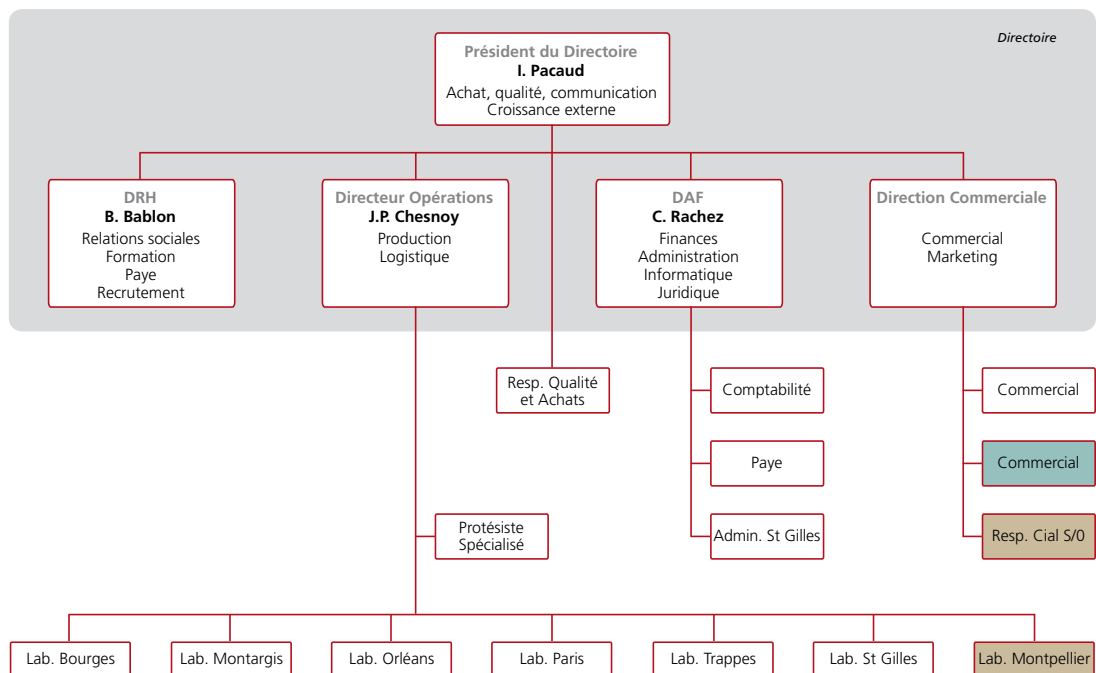 Directoire
Président du Directoire
I. Pacaud
Achat, qualité, communication
Croissance externe
DRH
B. Bablon
Relations sociales
Formation
Paye
Recrutement
Directeur Opérations
J.P. Chesnoy
Production
Logistique
DAF
C. Rachez
Finances
Administration
Informatique
Juridique
Direction Commerciale
Commercial
Marketing
Resp. Qualité
et Achats
Comptabilité
Commercial
Paye
Commercial
Protésiste
Spécialisé
Admin. St Gilles
Resp. Cial S/0
Lab. Bourges
Lab. Montargis
Lab. Orléans
Lab. Paris
Lab. Trappes
Lab. St Gilles
Lab. Montpellier